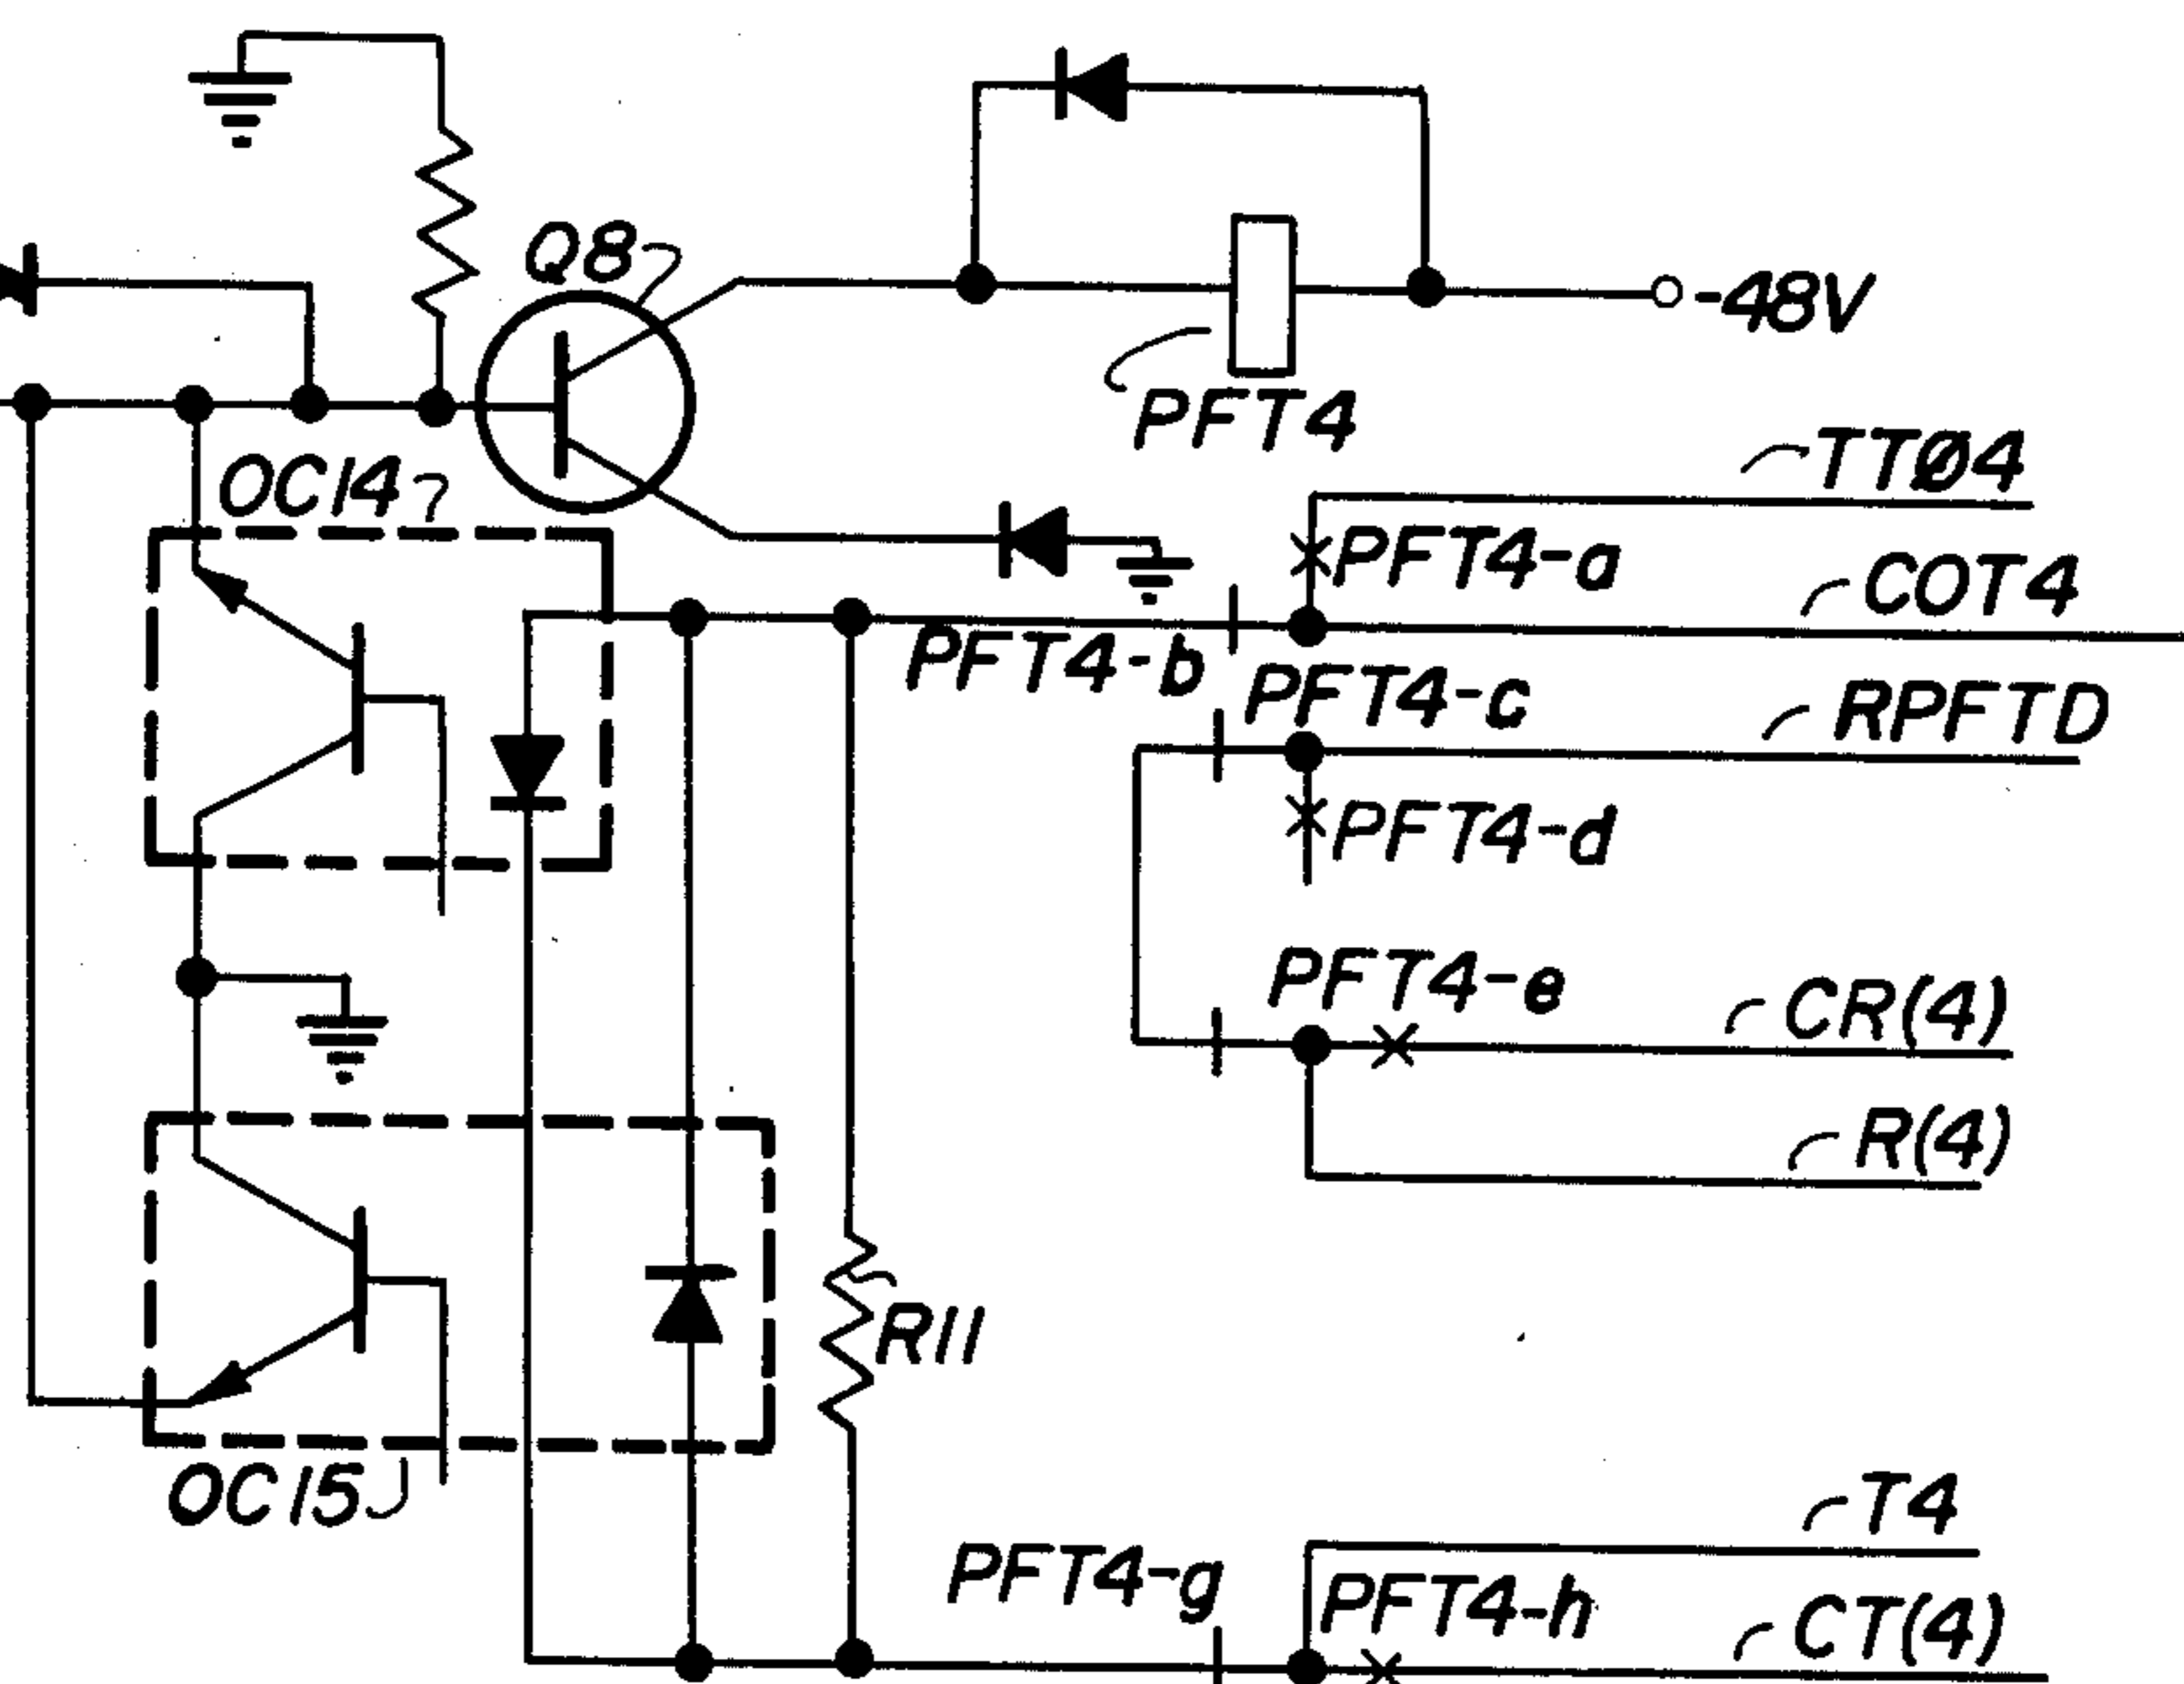 Q8
-48V
PFT4
TTØ4
OC14
PFT4-a
COT4
PFT4-b
PFT4-c
RPFTD
PFT4-d
PFT4-e
CR(4)
R(4)
R11
OC15
T4
PFT4-g
PFT4-h
CT(4)